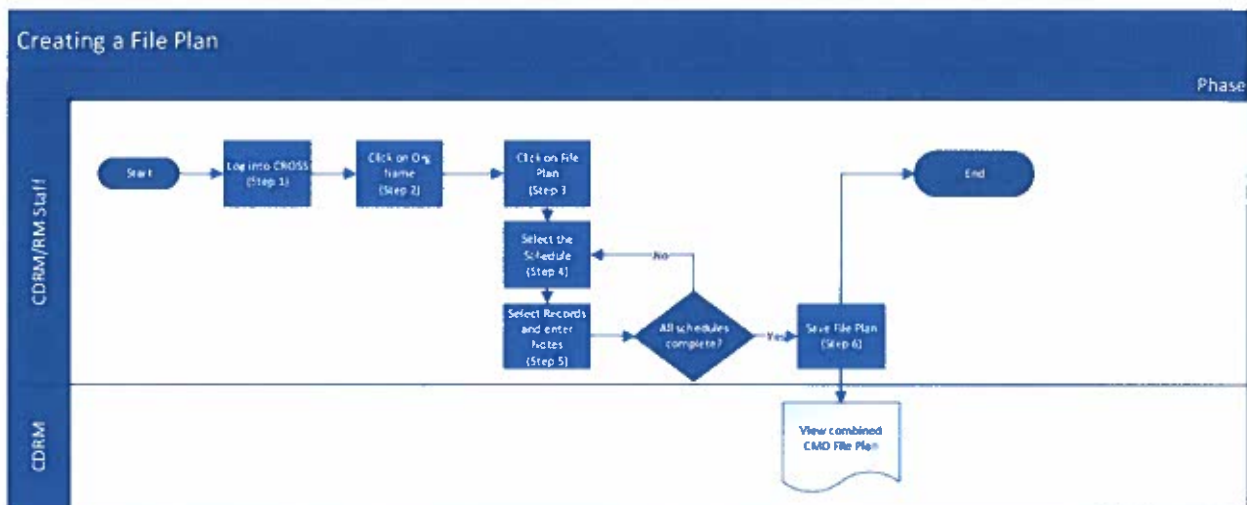 Creating a File Plan
Phase
CDRM/RM Staff
Start
Log into CROSS
(Step 1)
Click on Org
Name
(Step 2)
Click on File
Plan
(Step 3
End
Select the
Schedule
(Step 4)
No
Select Records
and enter
Notes
(Step 5)
All schedules
complete?
Yes
Save File Plan
(Step 6)
CDRM
View combined
CMO File Plan